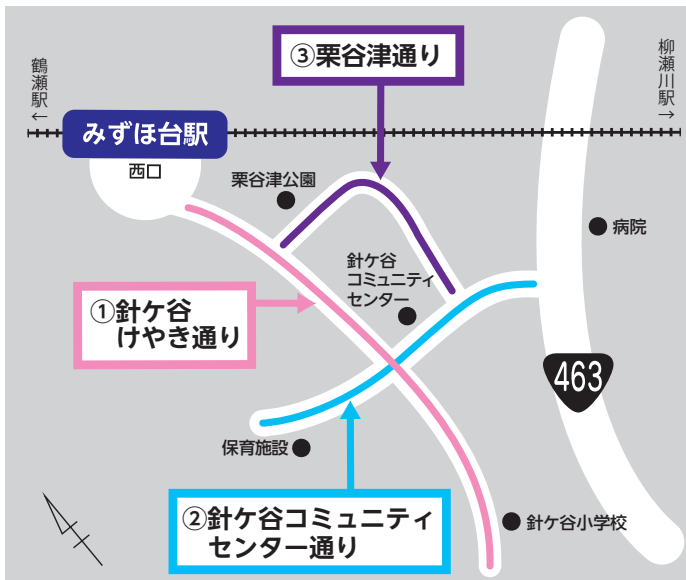 ③栗谷津通り
柳瀬川駅→
鶴瀬駅←
みずほ台駅
西口
栗谷津公園
病院
針ケ谷
コミュニティ
センター
①針ケ谷
けやき通り
463
保育施設
②針ケ谷コミュニティ
センター通り
針ケ谷小学校